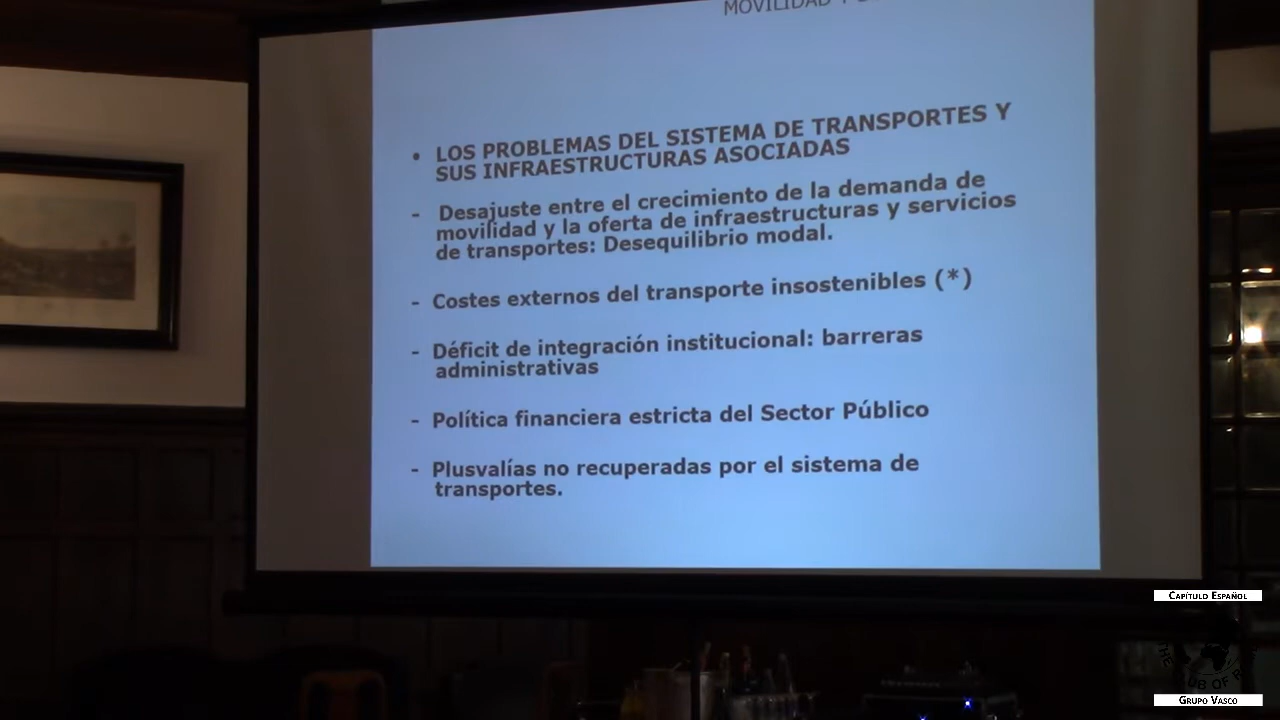 MOVILIDAD Y
• LOS PROBLEMAS DEL SISTEMA DE TRANSPORTES Y
SUS INFRAESTRUCTURAS ASOCIADAS
- Desajuste entre el crecimiento de la demanda de
movilidad y la oferta de infraestructuras y servicios
de transportes: Desequilibrio modal.
- Costes externos del transporte insostenibles (*)
- Déficit de integración institucional: barreras
administrativas
- Política financiera estricta del Sector Público
- Plusvalías no recuperadas por el sistema de
transportes.
Capítulo Español
Grupo Vasco